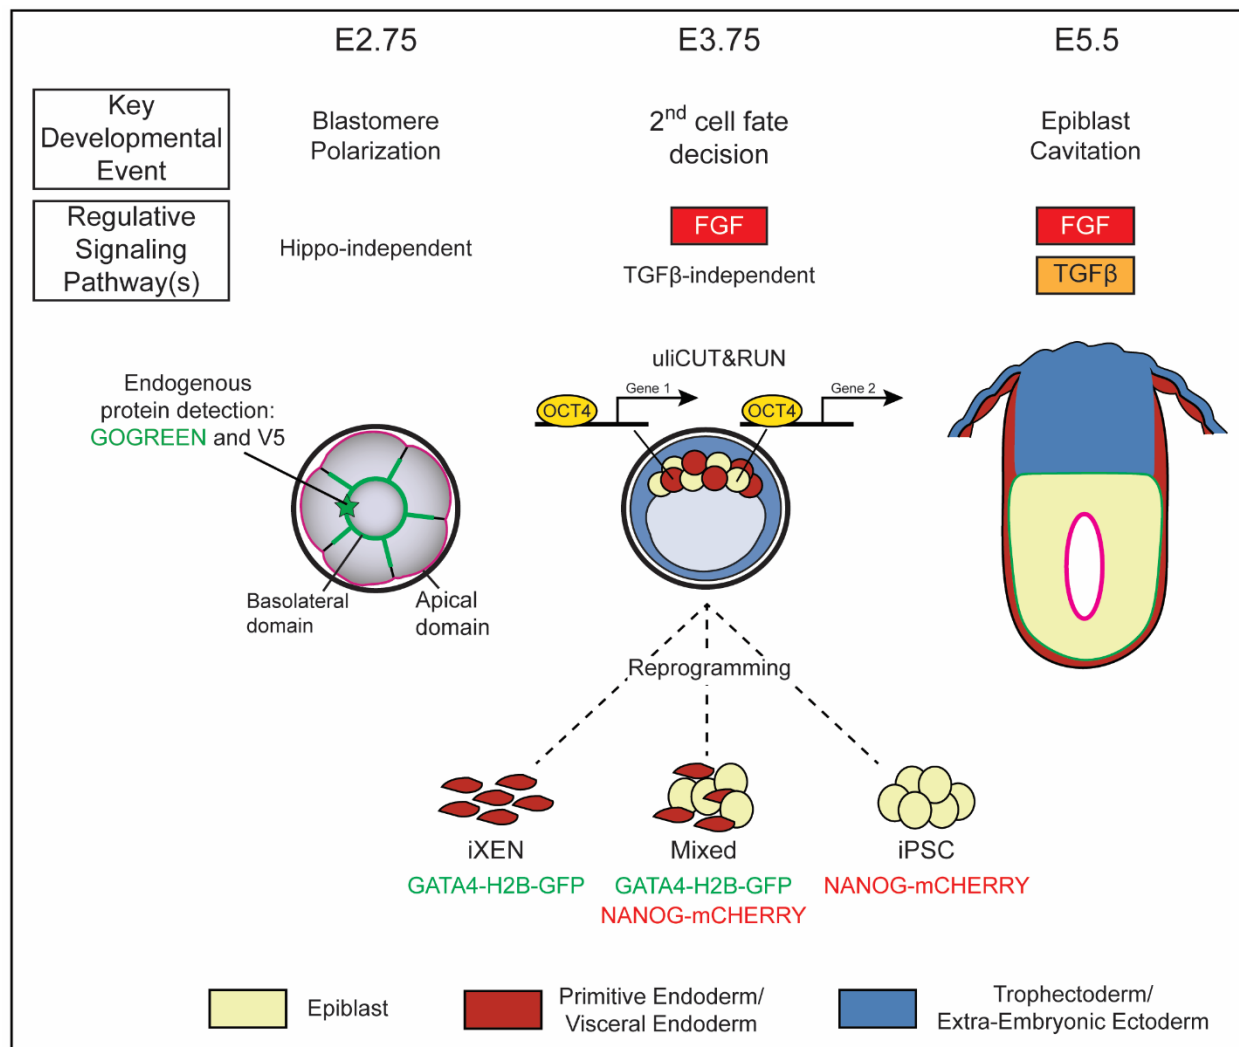 E2.75
E3.75
E5.5
Key
Developmental
Event
Blastomere
Polarization
2nd cell fate
decision
Epiblast
Cavitation
Regulative
Signaling
Pathway(s)
Hippo-independent
FGF
TGFβ-independent
FGF
TGFβ
Endogenous
protein detection:
GOGREEN and V5
Basolateral
domain
Apical
domain
uliCUT&RUN
OCT4
Gene 1
OCT4
Gene 2
Reprogramming
iXEN
GATA4-H2B-GFP
Mixed
GATA4-H2B-GFP
NANOG-mCHERRY
iPSC
NANOG-mCHERRY
Epiblast
Primitive Endoderm/
Visceral Endoderm
Trophectoderm/
Extra-Embryonic Ectoderm